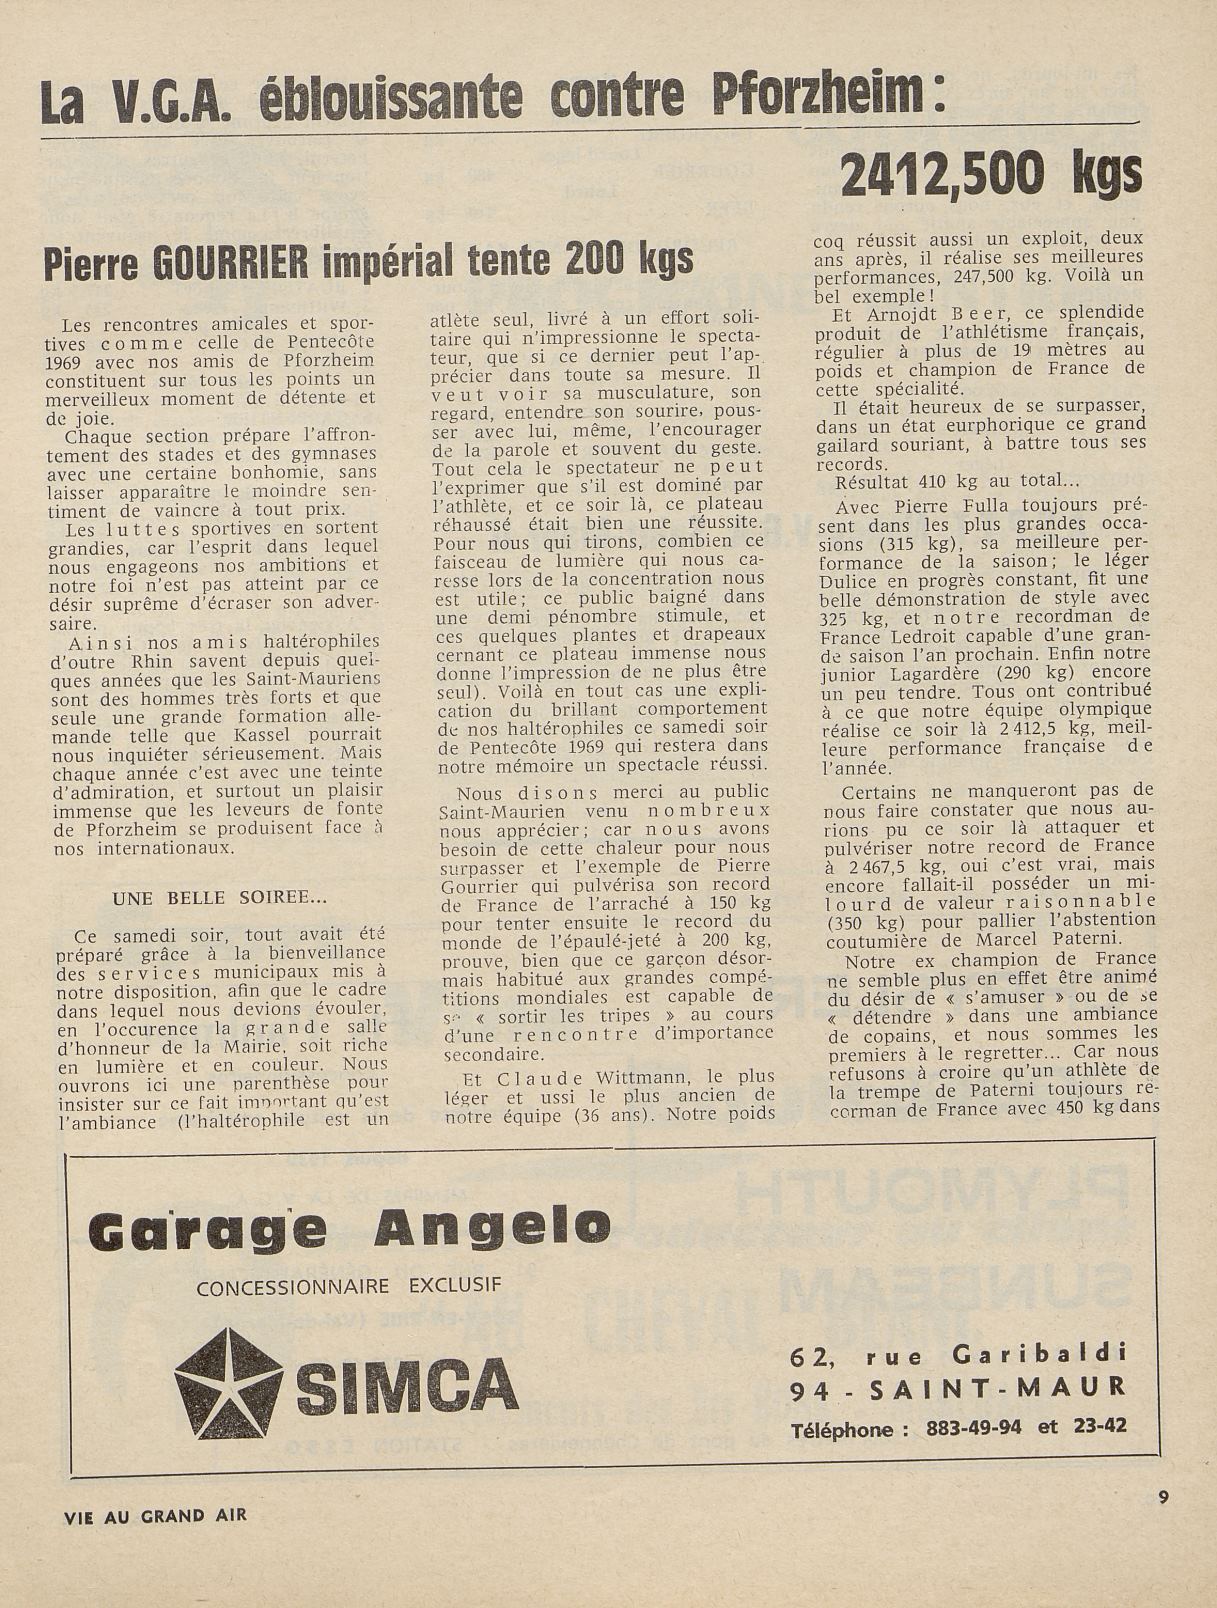 La V.G.A. éblouissante contre Pforzheim :
2412,500 kgs
Pierre GOURRIER impérial tente 200 kgs
Les rencontres amicales et spor-
tives comme celle de Pentecôte
1969 avec nos amis de Pforzheim
constituent sur tous les points un
merveilleux moment de détente et
de joie.
Chaque section prépare l'affron-
tement des stades et des gymnases
avec une certaine bonhomie, sans
laisser apparaître le moindre sen-
timent de vaincre à tout prix.
Les luttes sportives en sortent
grandies, car l'esprit dans lequel
nous engageons nos ambitions et
notre foi n'est pas atteint par ce
désir suprême d'écraser son adver-
saire.
Ainsi nos amis haltérophiles
d'outre Rhin savent depuis quel-
ques années que les Saint-Mauriens
sont des hommes très forts et que
seule une grande formation alle-
mande telle que Kassel pourrait
nous inquiéter sérieusement. Mais
chaque année c'est avec une teinte
d'admiration, et surtout un plaisir
immense que les leveurs de fonte
de Pforzheim se produisent face à
nos internationaux.
UNE BELLE SOIREE...
Ce samedi soir, tout avait été
préparé grâce à la bienveillance
des services municipaux mis à
notre disposition, afin que le cadre
dans lequel nous devions évouler,
en l'occurence la grande salle
d'honneur de la Mairie, soit riche
en lumière et en couleur. Nous
ouvrons ici une parenthèse pour
insister sur ce fait important qu'est
l'ambiance (l'haltérophile est un
atlète seul, livré à un effort soli-
taire qui n'impressionne le specta-
teur, que si ce dernier peut l'ap-
précier dans toute sa mesure. Il
veut voir sa musculature, son
regard, entendre son sourire, pous-
ser avec lui, même, l'encourager
de la parole et souvent du geste.
Tout cela le spectateur ne peut
l'exprimer que s'il est dominé par
l'athlète, et ce soir là, ce plateau
réhaussé était bien une réussite.
Pour nous qui tirons, combien ce
faisceau de lumière qui nous ca-
resse lors de la concentration nous
est utile ; ce public baigné dans
une demi pénombre stimule, et
ces quelques plantes et drapeaux
cernant ce plateau immense nous
donne l'impression de ne plus être
seul). Voilà en tout cas une expli-
cation du brillant comportement
de nos haltérophiles ce samedi soir
de Pentecôte 1969 qui restera dans
notre mémoire un spectacle réussi.
Nous disons merci au public
Saint-Maurien venu nombreux
nous apprécier ; car nous avons
besoin de cette chaleur pour nous
surpasser et l'exemple de Pierre
Gourrier qui pulvérisa son record
de France de l'arraché à 150 kg
pour tenter ensuite le record du
monde de l'épaulé-jeté à 200 kg,
prouve, bien que ce garçon désor-
mais habitué aux grandes compé-
titions mondiales est capable de
se « sortir les tripes » au cours
d'une rencontre d'importance
secondaire.
Et Claude Wittmann, le plus
léger et ussi le plus ancien de
notre équipe (36 ans). Notre poids
coq réussit aussi un exploit, deux
ans après, il réalise ses meilleures
performances, 247,500 kg. Voilà un
bel exemple !
Et Arnojdt Beer, ce splendide
produit de l'athlétisme français,
régulier à plus de 19 mètres au
poids et champion de France de
cette spécialité.
Il était heureux de se surpasser,
dans un état eurphorique ce grand
gaillard souriant, à battre tous ses
records.
Résultat 410 kg au total...
Avec Pierre Fulla toujours pré-
sent dans les plus grandes occa-
sions (315 kg), sa meilleure per-
formance de la saison ; le léger
Dulice en progrès constant, fit une
belle démonstration de style avec
325 kg, et notre recordman de
France Ledroit capable d'une gran-
de saison l'an prochain. Enfin notre
junior Lagardère (290 kg) encore
un peu tendre. Tous ont contribué
à ce que notre équipe olympique
réalise ce soir là 2 412,5 kg, meil-
leure performance française de
l'année.
Certains ne manqueront pas de
nous faire constater que nous au-
rions pu ce soir là attaquer et
pulvériser notre record de France
à 2 467,5 kg, oui c'est vrai, mais
encore fallait-il posséder un mi-
lourd de valeur raisonnable
(350 kg) pour pallier l'abstention
coutumière de Marcel Paterni.
Notre ex champion de France
ne semble plus en effet être animé
du désir de « s'amuser » ou de se
« détendre » dans une ambiance
de copains, et nous sommes les
premiers à le regretter... Car nous
refusons à croire qu'un athlète de
la trempe de Paterni toujours re-
corman de France avec 450 kg dans
Garage Angelo
CONCESSIONNAIRE EXCLUSIF
SIMCA
62, rue Garibaldi
94 - SAINT-MAUR
Téléphone : 883-49-94 et 23-42
VIE AU GRAND AIR
9